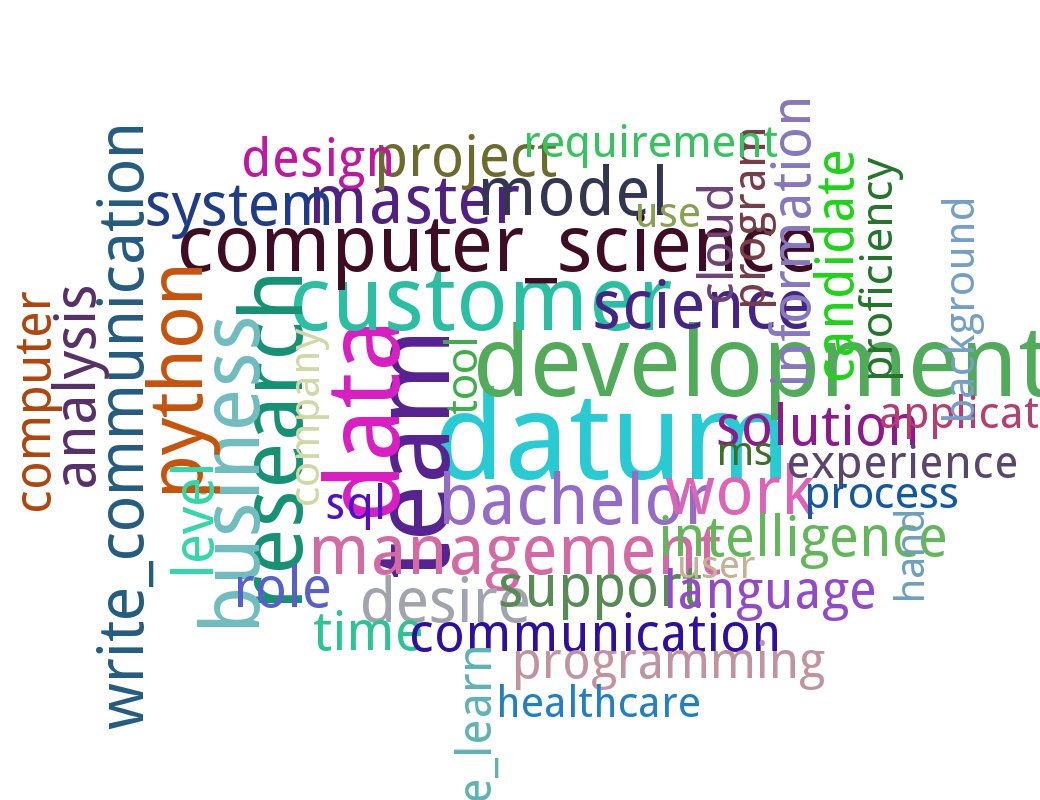 requirement
design
project
system
master
model
use
computer_science
customer
science
development
datum
solution
applicat
ms
experience
sql
bachelor
work
process
management
intelligence
user
role
desire
support
language
time
communication
programming
healthcare
computer
analysis
write_communication
python
level
business
research
company
data
team
tool
e_learn
cloud
program
information
candidate
proficiency
hand
background